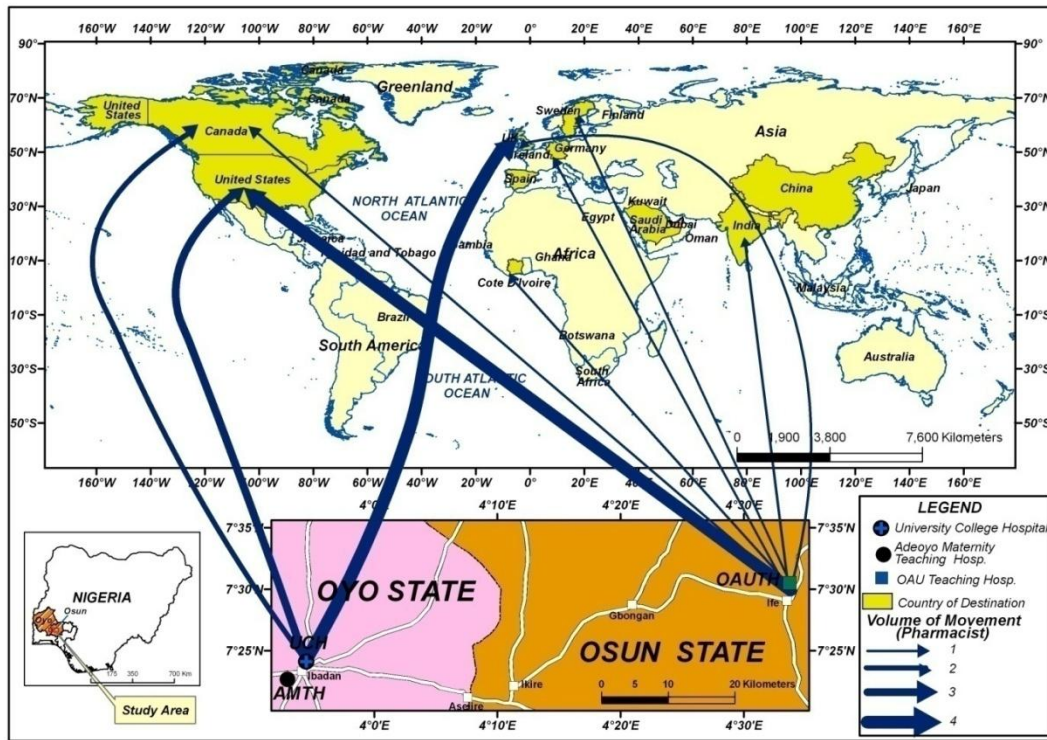 160°W 140°W 120°W 100°W 80°W 60°W 40°W 20°W 0° 20°E 40°E 60°E 80°E 100°E 120°E 140°E 160°E
90° 90°
70°N 70°N
50°N 50°N
30°N 30°N
10°N 10°N
10°S 10°S
30°S 30°S
50°S 50°S
Canada
Greenland
United
States
Canada
Canada
Sweden
Finland
Asia
UK
Ireland
Germany
United States
Spain
China
Japan
NORTH ATLANTIC
OCEAN
Kuwait
Egypt
Saudi
Arabia
Dubai
India
Oman
Jamaica
Trinidad and Tobago
Gambia
Ghana
Africa
Cote D'Ivoire
Malaysia
Brazil
Botswana
South America
Australia
South
Africa
SOUTH ATLANTIC
OCEAN
0 1,900 3,800 7,600 Kilometers
160°W 140°W 120°W 100°W 80°W 60°W 40°W 20°W 0° 20°E 40°E 60°E 80°E 100°E 120°E 140°E 160°E
4°0'E 4°10'E 4°20'E 4°30'E
7°35'N 7°35'N
7°30'N 7°30'N
7°25'N 7°25'N
OYO STATE
OAUTH
Ife
Gbongan
OSUN STATE
UCH
Ibadan
AMTH
Ikire
Asejire
0 5 10 20 Kilometers
4°0'E 4°10'E 4°20'E 4°30'E
NIGERIA
Osun
Oyo
175 350 700 Km
Study Area
LEGEND
University College Hospital
Adeoyo Maternity
Teaching Hosp.
OAU Teaching Hosp.
Country of Destination
Volume of Movement
(Pharmacist)
1
2
3
4